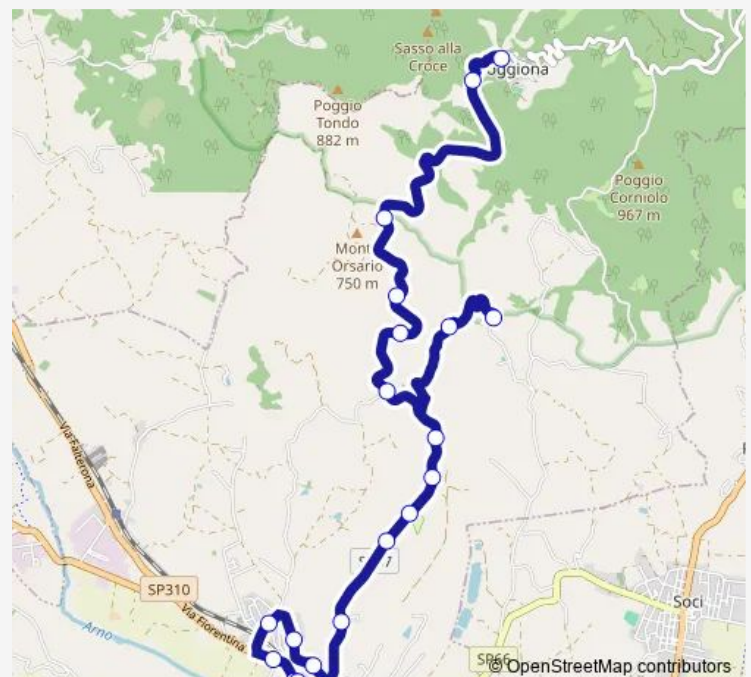 Sasso alla
Croce
oggiona
Poggio
Tondo
882 m
Poggio
Corniolo
967 m
Mont
Orsario
750 m
Via Falterona
SP310
Via Fiorentina
Arno
Soci
SP66
© OpenStreetMap contributors